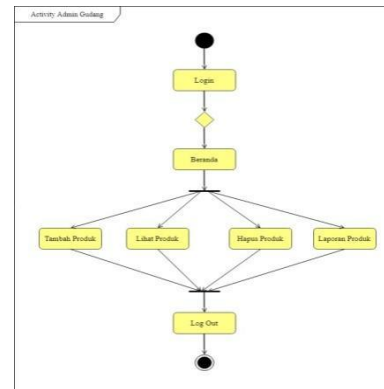 Activity Admin Gudang
Login
Beranda
Tambah Produk
Lihat Produk
Hapus Produk
Laporan Produk
Log Out